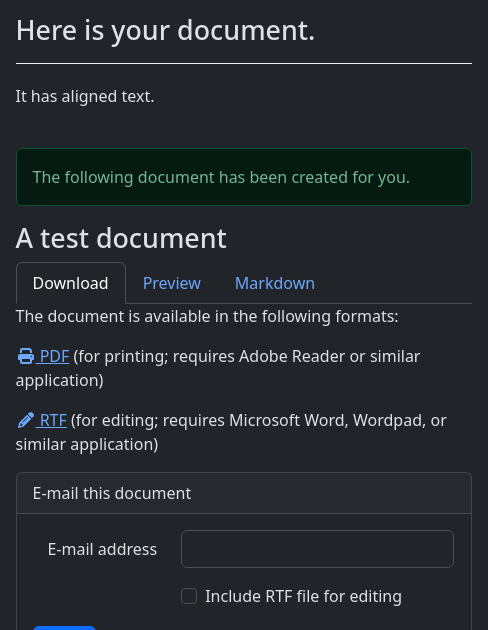 Here is your document.
It has aligned text.
The following document has been created for you.
A test document
Download Preview Markdown
The document is available in the following formats:
PDF (for printing; requires Adobe Reader or similar
application)
RTF (for editing; requires Microsoft Word, Wordpad, or
similar application)
E-mail this document
E-mail address
Include RTF file for editing